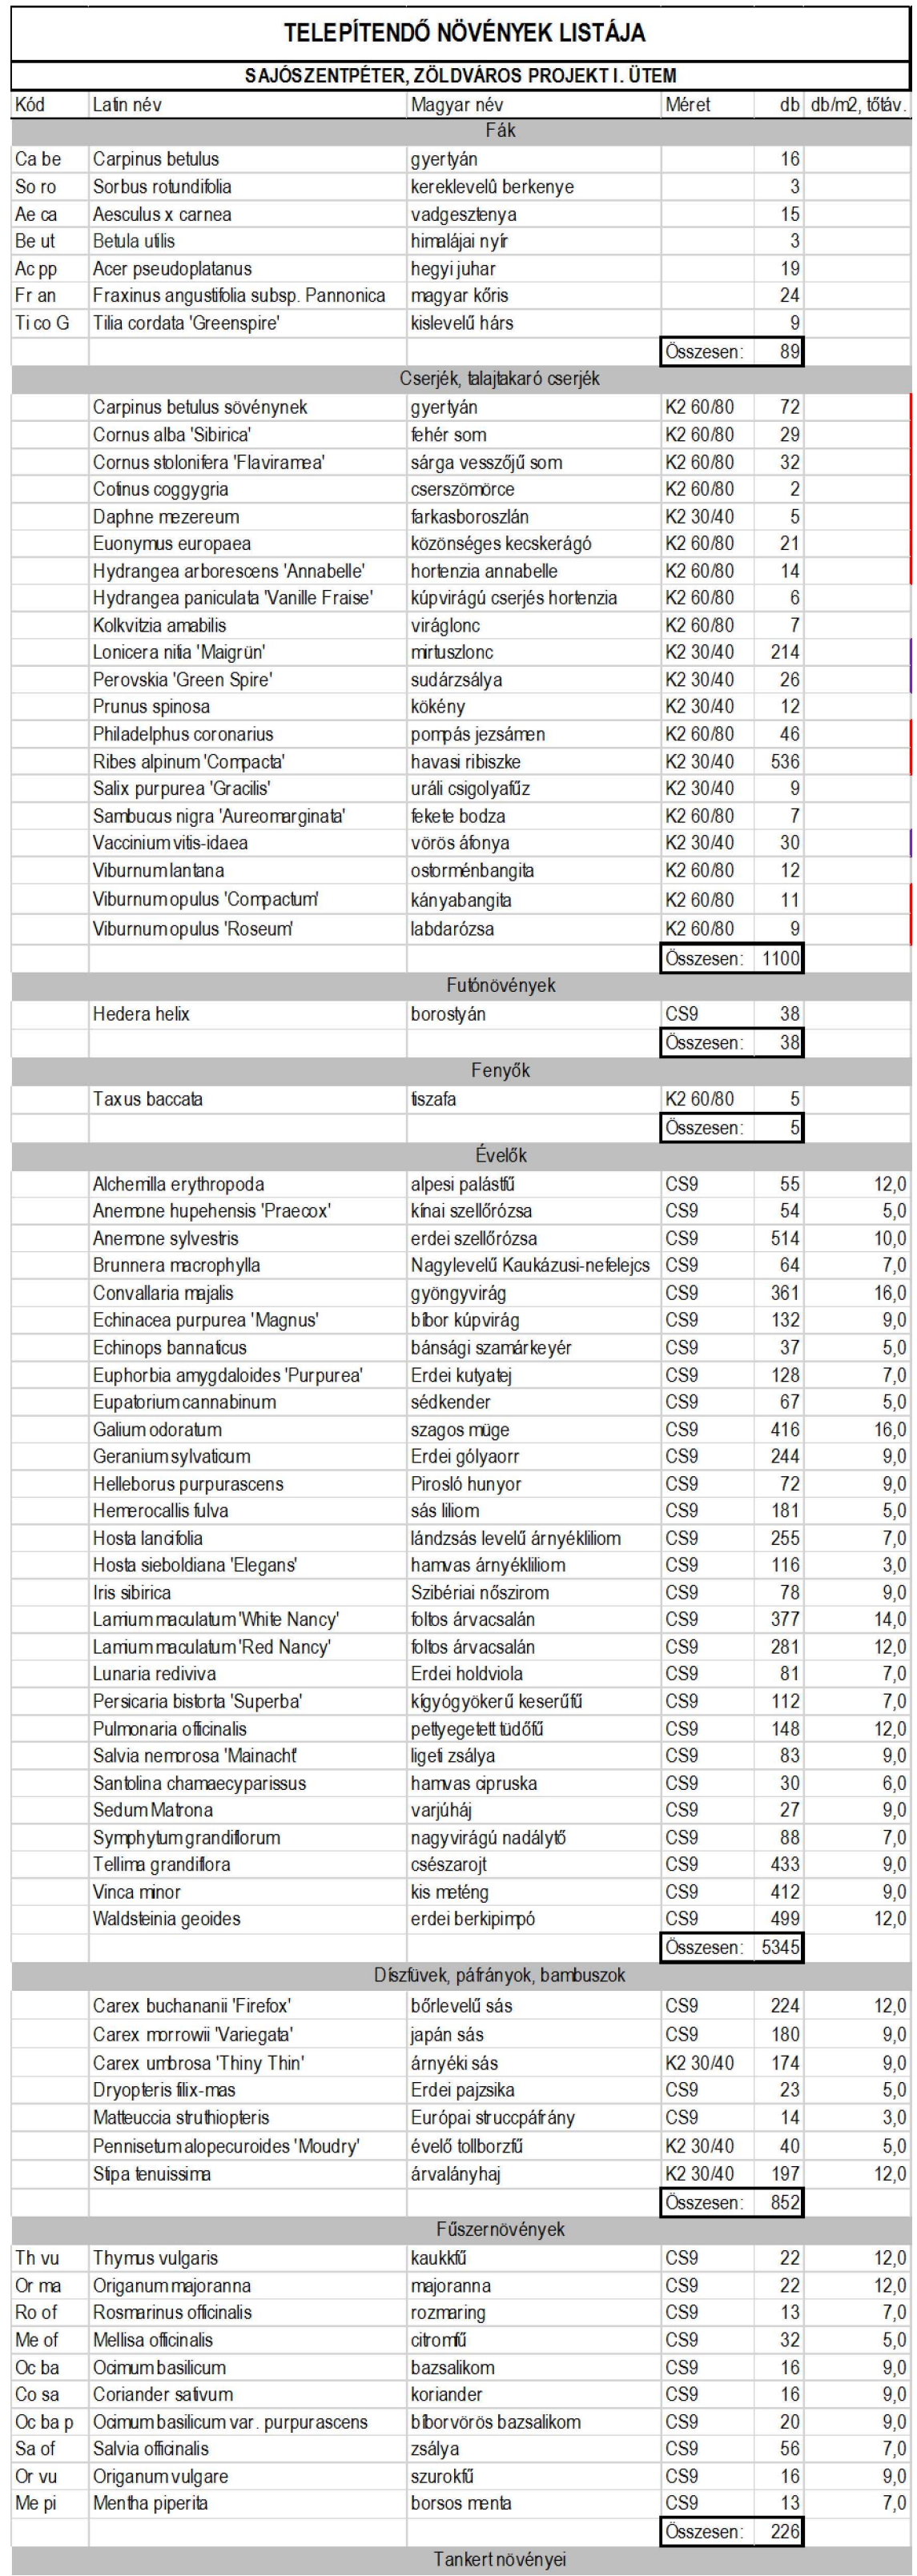 TELEPÍTENDŐ NÖVÉNYEK LISTÁJA
SAJÓSZENTPÉTER, ZÖLDVÁROS PROJEKT I. ÜTEM
Kód Latin név Magyar név Méret db db/m2, tőtáv.
Fák
Ca be Carpinus betulus gyertyán 16
So ro Sorbus rotundifolia kereklevelû berkenye 3
Ae ca Aesculus x carnea vadgesztenya 15
Be ut Betula utilis himalájai nyír 3
Ac pp Acer pseudoplatanus hegyi juhar 19
Fr an Fraxinus angustifolia subsp. Pannonica magyar kőris 24
Ti co G Tilia cordata 'Greenspire' kislevelű hárs 9
Összesen: 89
Cserjék, talajtakaró cserjék
Carpinus betulus sövénynek gyertyán K2 60/80 72
Cornus alba 'Sibirica' fehér som K2 60/80 29
Cornus stolonifera 'Flaviramea' sárga vesszőjű som K2 60/80 32
Cotinus coggygria cserszömörce K2 60/80 2
Daphne mezereum farkasboroszlán K2 30/40 5
Euonymus europaea közönséges kecskerágó K2 60/80 21
Hydrangea arborescens 'Annabelle' hortenzia annabelle K2 60/80 14
Hydrangea paniculata 'Vanille Fraise' kúpvirágú cserjés hortenzia K2 60/80 6
Kolkvitzia amabilis viráglonc K2 60/80 7
Lonicera nitia 'Maigrün' mirtuszlonc K2 30/40 214
Perovskia 'Green Spire' sudárzsálya K2 30/40 26
Prunus spinosa kökény K2 30/40 12
Philadelphus coronarius pompás jezsámen K2 60/80 46
Ribes alpinum 'Compacta' havasi ribiszke K2 30/40 536
Salix purpurea 'Gracilis' uráli csigolyafűz K2 30/40 9
Sambucus nigra 'Aureomarginata' fekete bodza K2 60/80 7
Vaccinium vitis-idaea vörös áfonya K2 30/40 30
Viburnum lantana ostorménbangita K2 60/80 12
Viburnum opulus 'Compactum' kányabangita K2 60/80 11
Viburnum opulus 'Roseum' labdarózsa K2 60/80 9
Összesen: 1100
Futónövények
Hedera helix borostyán CS9 38
Összesen: 38
Fenyők
Taxus baccata tiszafa K2 60/80 5
Összesen: 5
Évelők
Alchemilla erythropoda alpesi palástfű CS9 55 12,0
Anemone hupehensis 'Praecox' kínai szellőrózsa CS9 54 5,0
Anemone sylvestris erdei szellőrózsa CS9 514 10,0
Brunnera macrophylla Nagylevelű Kaukázusi-nefelejcs CS9 64 7,0
Convallaria majalis gyöngyvirág CS9 361 16,0
Echinacea purpurea 'Magnus' bíbor kúpvirág CS9 132 9,0
Echinops bannaticus bánsági szamárkeyér CS9 37 5,0
Euphorbia amygdaloides 'Purpurea' Erdei kutyatej CS9 128 7,0
Eupatorium cannabinum sédkender CS9 67 5,0
Galium odoratum szagos müge CS9 416 16,0
Geranium sylvaticum Erdei gólyaorr CS9 244 9,0
Helleborus purpurascens Pirosló hunyor CS9 72 9,0
Hemerocallis fulva sás liliom CS9 181 5,0
Hosta lancifolia lándzsás levelű árnyékliliom CS9 255 7,0
Hosta sieboldiana 'Elegans' hamvas árnyékliliom CS9 116 3,0
Iris sibirica Szibériai nőszirom CS9 78 9,0
Lamium maculatum 'White Nancy' foltos árvacsalán CS9 377 14,0
Lamium maculatum 'Red Nancy' foltos árvacsalán CS9 281 12,0
Lunaria rediviva Erdei holdviola CS9 81 7,0
Persicaria bistorta 'Superba' kígyógyökerű keserűfű CS9 112 7,0
Pulmonaria officinalis pettyegetett tüdőfű CS9 148 12,0
Salvia nemorosa 'Mainacht' ligeti zsálya CS9 83 9,0
Santolina chamaecyparissus hamvas cipruska CS9 30 6,0
Sedum Matrona varjúháj CS9 27 9,0
Symphytum grandiflorum nagyvirágú nadálytő CS9 88 7,0
Tellima grandiflora csészarojt CS9 433 9,0
Vinca minor kis meténg CS9 412 9,0
Waldsteinia geoides erdei berkipimpó CS9 499 12,0
Összesen: 5345
Díszfüvek, páfrányok, bambuszok
Carex buchananii 'Firefox' bőrlevelű sás CS9 224 12,0
Carex morrowii 'Variegata' japán sás CS9 180 9,0
Carex umbrosa 'Thiny Thin' árnyéki sás K2 30/40 174 9,0
Dryopteris filix-mas Erdei pajzsika CS9 23 5,0
Matteuccia struthiopteris Európai struccpáfrány CS9 14 3,0
Pennisetum alopecuroides 'Moudry' évelő tollborzfű K2 30/40 40 5,0
Stipa tenuissima árvalányhaj K2 30/40 197 12,0
Összesen: 852
Fűszernövények
Th vu Thymus vulgaris kaukkfű CS9 22 12,0
Or ma Origanum majoranna majoranna CS9 22 12,0
Ro of Rosmarinus officinalis rozmaring CS9 13 7,0
Me of Mellisa officinalis citromfű CS9 32 5,0
Oc ba Ocimum basilicum bazsalikom CS9 16 9,0
Co sa Coriander sativum koriander CS9 16 9,0
Oc ba p Ocimum basilicum var. purpurascens bíborvörös bazsalikom CS9 20 9,0
Sa of Salvia officinalis zsálya CS9 56 7,0
Or vu Origanum vulgare szurokfű CS9 16 9,0
Me pi Mentha piperita borsos menta CS9 13 7,0
Összesen: 226
Tankert növényei